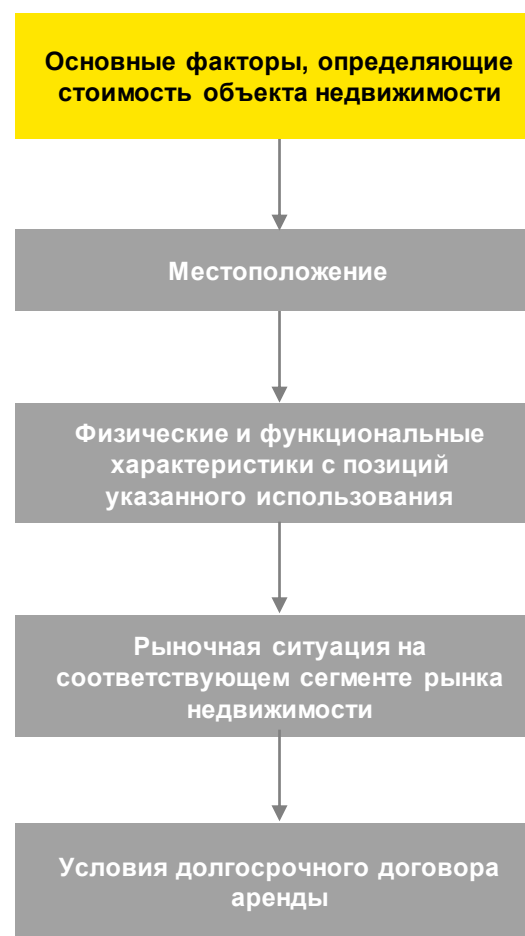 Основные факторы, определяющие
стоимость объекта недвижимости
Местоположение
Физические и функциональные
характеристики с позиций
указанного использования
Рыночная ситуация на
соответствующем сегменте рынка
недвижимости
Условия долгосрочного договора
аренды